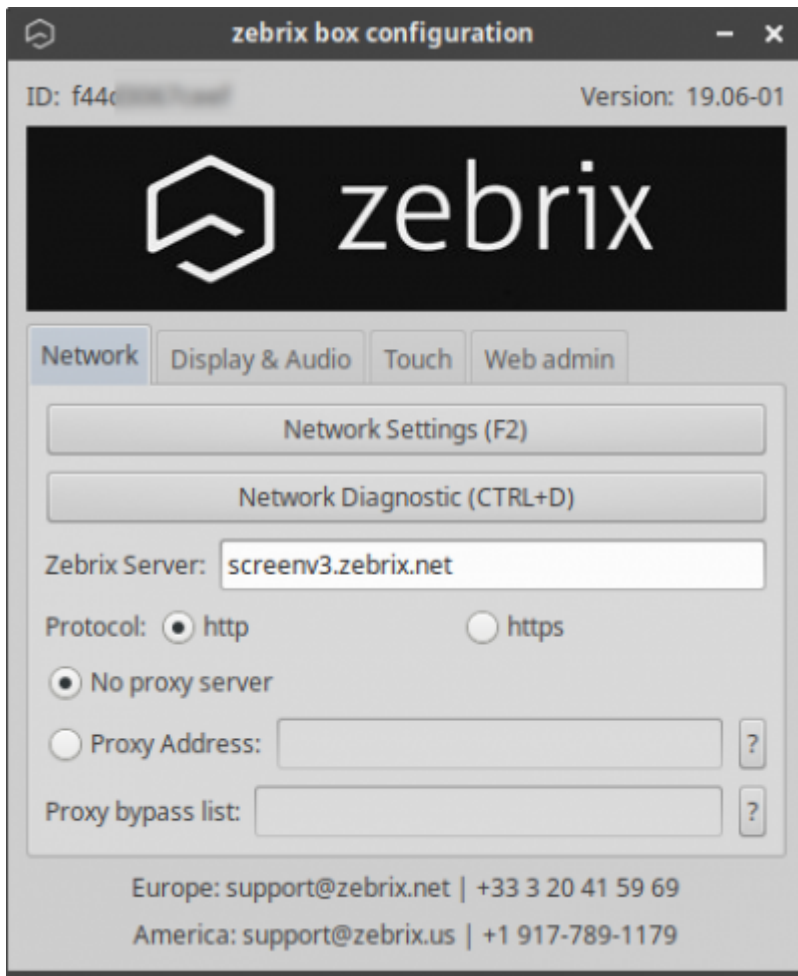 zebrix box configuration
ID: Version: 19.06-01
zebrix
Network Display & Audio Touch Web admin
Network Settings (F2)
Network Diagnostic (CTRL+D)
Zebrix Server: screenv3.zebrix.net
Protocol: http https
No proxy server
Proxy Address: ?
Proxy bypass list: ?
Europe: support@zebrix.net | +33 3 20 41 59 69
America: support@zebrix.us | +1 917-789-1179